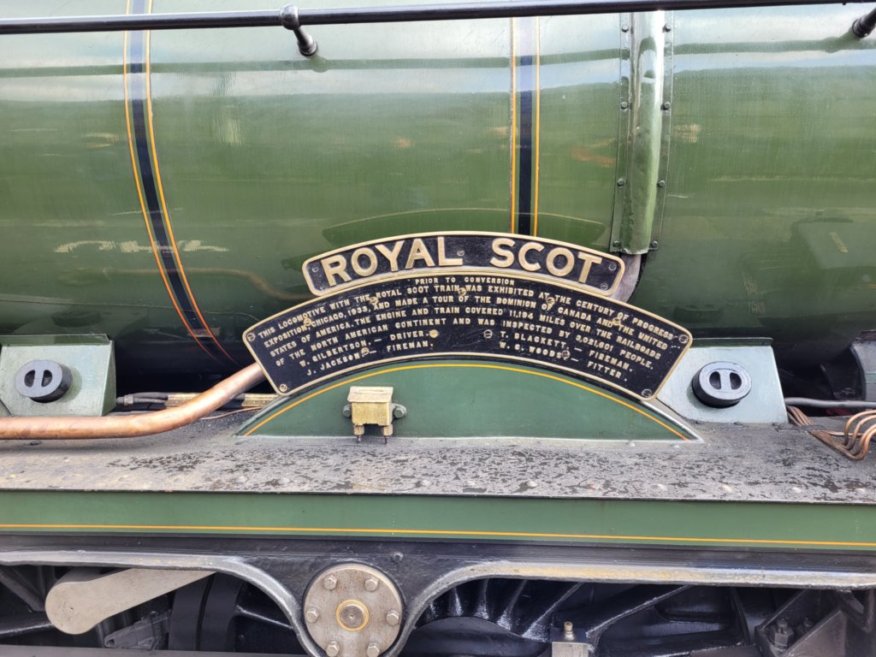 ROYAL SCOT
PRIOR TO CONVERSION
THIS LOCOMOTIVE WITH THE ROYAL SCOT TRAIN WAS EXHIBITED AT THE CENTURY OF PROGRESS
EXPOSITION, CHICAGO, 1933, AND MADE A TOUR OF THE DOMINION OF CANADA AND THE UNITED
STATES OF AMERICA. THE ENGINE AND TRAIN COVERED 11,194 MILES OVER THE RAILROADS
OF THE NORTH AMERICAN CONTINENT AND WAS INSPECTED BY 3,021,601 PEOPLE.
W. GILBERTSON – DRIVER. T. BLACKETT – FIREMAN.
J. JACKSON – FIREMAN. W.C. WOODS – FITTER.